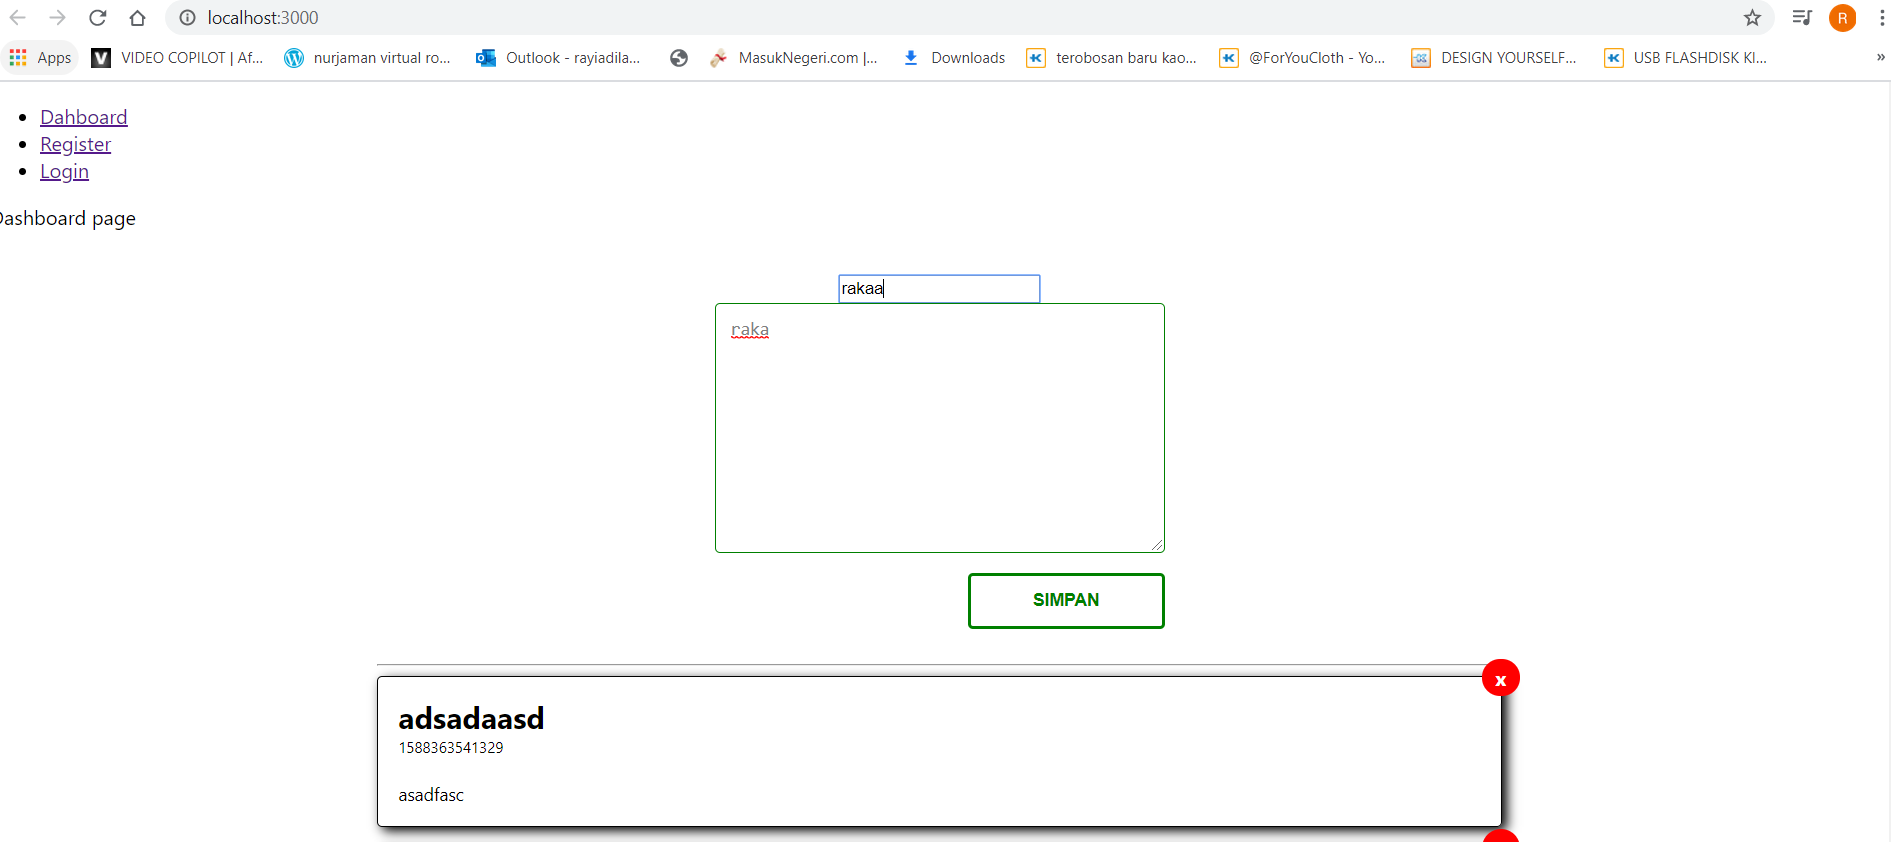 localhost:3000
R
Apps VIDEO COPILOT | Af... nurjaman virtual ro... Outlook - rayiadila... MasukNegeri.com |... Downloads terobosan baru kao... @ForYouCloth - Yo... DESIGN YOURSELF... USB FLASHDISK KI... »
Dahboard
Register
Login
Dashboard page
rakaa
raka
SIMPAN
x
adsadaasd
1588363541329
asadfasc